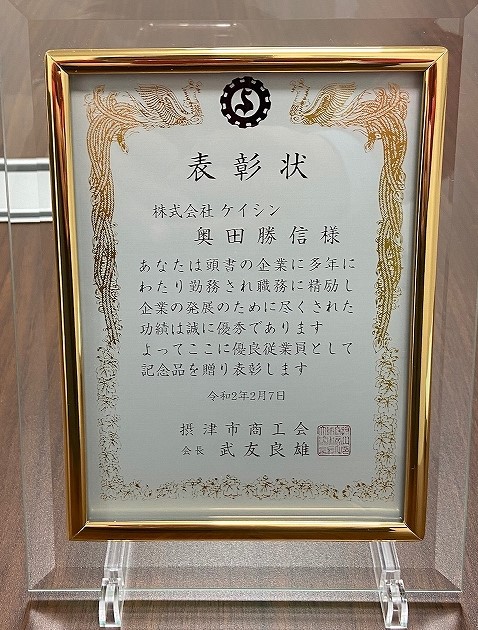 表彰状
株式会社 ケイシン
奥田勝信様
あなたは頭書の企業に多年に
わたり勤務され職務に精励し
企業の発展のために尽くされた
功績は誠に優秀であります
よってここに優良従業員として
記念品を贈り表彰します
令和2年2月7日
摂津市商工会
会長 武友良雄